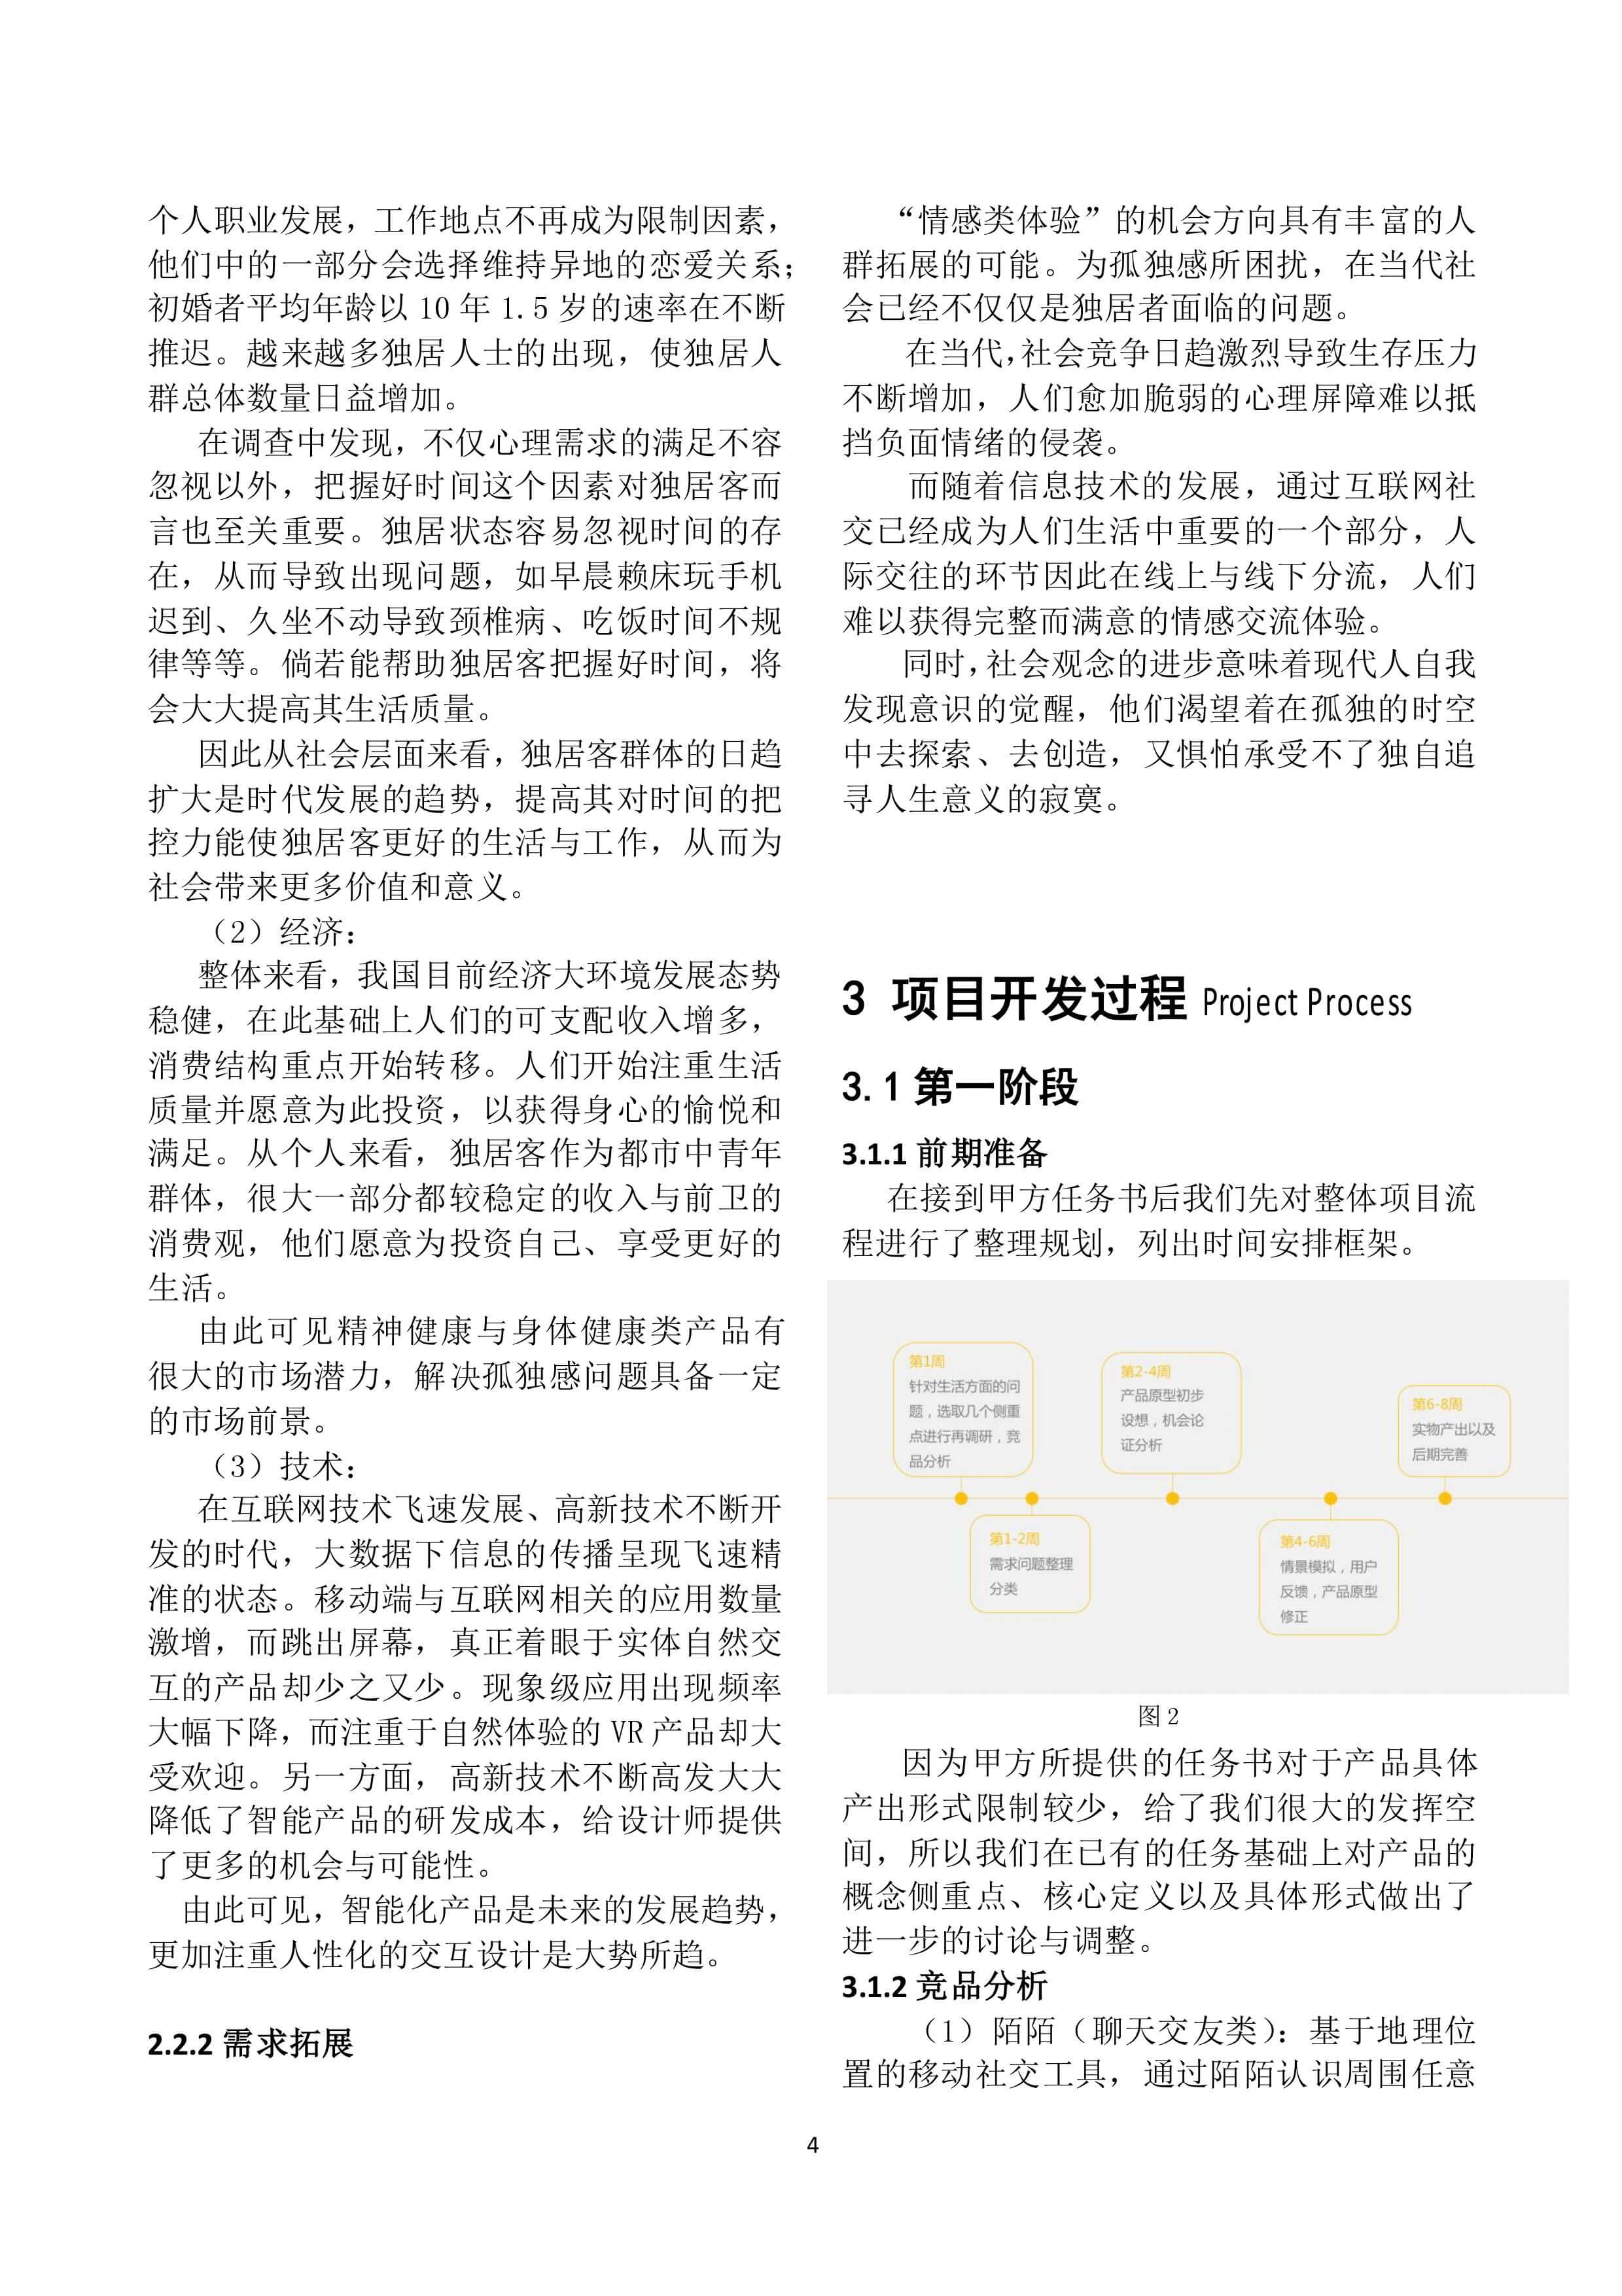 个人职业发展，工作地点不再成为限制因素，
他们中的一部分会选择维持异地的恋爱关系；
初婚者平均年龄以 10 年 1.5 岁的速率在不断
推迟。越来越多独居人士的出现，使独居人
群总体数量日益增加。
在调查中发现，不仅心理需求的满足不容
忽视以外，把握好时间这个因素对独居客而
言也至关重要。独居状态容易忽视时间的存
在，从而导致出现问题，如早晨赖床玩手机
迟到、久坐不动导致颈椎病、吃饭时间不规
律等等。倘若能帮助独居客把握好时间，将
会大大提高其生活质量。
因此从社会层面来看，独居客群体的日趋
扩大是时代发展的趋势，提高其对时间的把
控力能使独居客更好的生活与工作，从而为
社会带来更多价值和意义。
（2）经济：
整体来看，我国目前经济大环境发展态势
稳健，在此基础上人们的可支配收入增多，
消费结构重点开始转移。人们开始注重生活
质量并愿意为此投资，以获得身心的愉悦和
满足。从个人来看，独居客作为都市中青年
群体，很大一部分都较稳定的收入与前卫的
消费观，他们愿意为投资自己、享受更好的
生活。
由此可见精神健康与身体健康类产品有
很大的市场潜力，解决孤独感问题具备一定
的市场前景。
（3）技术：
在互联网技术飞速发展、高新技术不断开
发的时代，大数据下信息的传播呈现飞速精
准的状态。移动端与互联网相关的应用数量
激增，而跳出屏幕，真正着眼于实体自然交
互的产品却少之又少。现象级应用出现频率
大幅下降，而注重于自然体验的 VR 产品却大
受欢迎。另一方面，高新技术不断高发大大
降低了智能产品的研发成本，给设计师提供
了更多的机会与可能性。
由此可见，智能化产品是未来的发展趋势，
更加注重人性化的交互设计是大势所趋。
2.2.2 需求拓展
“情感类体验”的机会方向具有丰富的人
群拓展的可能。为孤独感所困扰，在当代社
会已经不仅仅是独居者面临的问题。
在当代，社会竞争日趋激烈导致生存压力
不断增加，人们愈加脆弱的心理屏障难以抵
挡负面情绪的侵袭。
而随着信息技术的发展，通过互联网社
交已经成为人们生活中重要的一个部分，人
际交往的环节因此在线上与线下分流，人们
难以获得完整而满意的情感交流体验。
同时，社会观念的进步意味着现代人自我
发现意识的觉醒，他们渴望着在孤独的时空
中去探索、去创造，又惧怕承受不了独自追
寻人生意义的寂寞。
3 项目开发过程 Project Process
3.1 第一阶段
3.1.1 前期准备
在接到甲方任务书后我们先对整体项目流
程进行了整理规划，列出时间安排框架。
第1周
针对生活方面的问
题，选取几个侧重
点进行再调研，竞
品分析
第2-4周
产品原型初步
设想，机会论
证分析
第6-8周
实物产出以及
后期完善
第1-2周
需求问题整理
分类
第4-6周
情景模拟，用户
反馈，产品原型
修正
图 2
因为甲方所提供的任务书对于产品具体
产出形式限制较少，给了我们很大的发挥空
间，所以我们在已有的任务基础上对产品的
概念侧重点、核心定义以及具体形式做出了
进一步的讨论与调整。
3.1.2 竞品分析
（1）陌陌（聊天交友类）：基于地理位
置的移动社交工具，通过陌陌认识周围任意
4